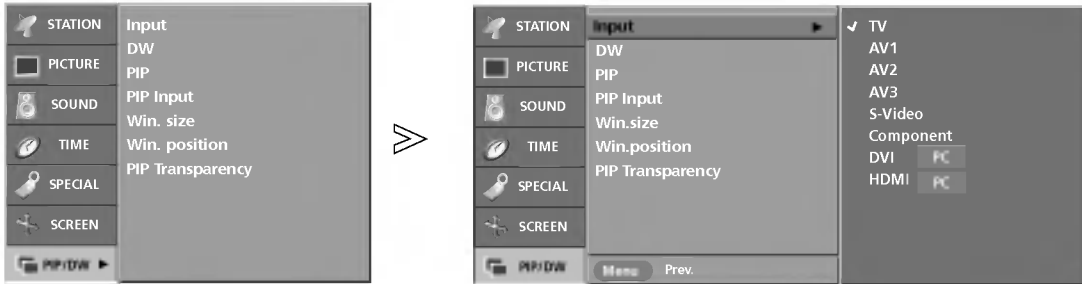 STATION
PICTURE
SOUND
TIME
SPECIAL
SCREEN
PIP/DW
Input
DW
PIP
PIP Input
Win. size
Win. position
PIP Transparency
STATION
PICTURE
SOUND
TIME
SPECIAL
SCREEN
PIP/DW
Input
DW
PIP
PIP Input
Win.size
Win.position
PIP Transparency
Menu Prev.
TV
AV1
AV2
AV3
S-Video
Component
DVI PC
HDMI PC